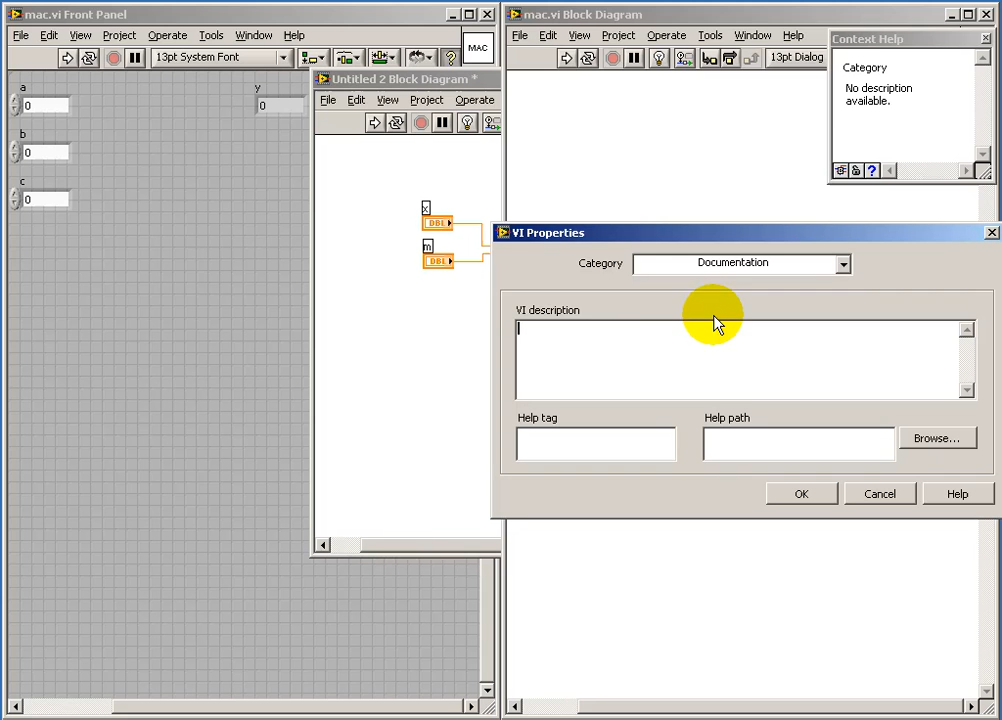 mac.vi Front Panel
File Edit View Project Operate Tools Window Help
13pt System Font
MAC
a
0
b
0
c
0
y
0
Untitled 2 Block Diagram *
File Edit View Project Operate
x
DBL
m
DBL
mac.vi Block Diagram
File Edit View Project Operate Tools Window Help
13pt Dialog
Context Help
Category
No description
available.
?
VI Properties
Category Documentation
VI description
Help tag Help path
Browse...
OK Cancel Help